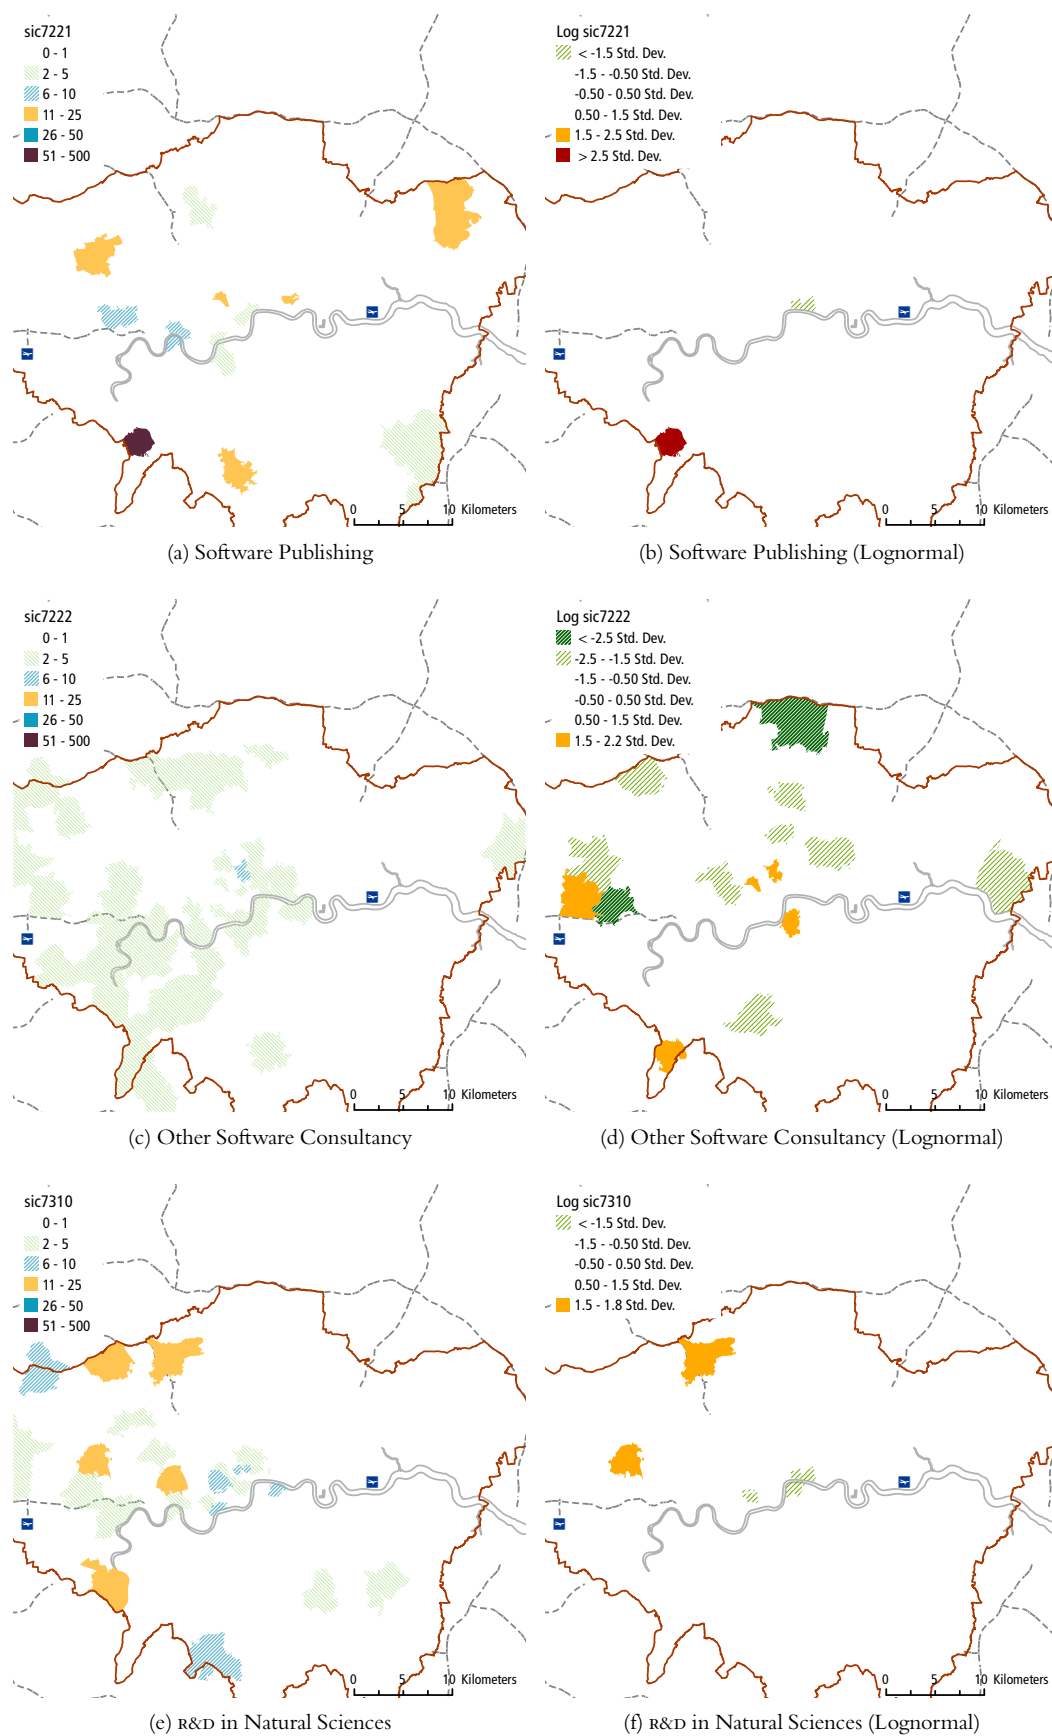 sic7221
0 - 1
2 - 5
6 - 10
11 - 25
26 - 50
51 - 500
0 5 10 Kilometers
(a) Software Publishing
Log sic7221
< -1.5 Std. Dev.
-1.5 - -0.50 Std. Dev.
-0.50 - 0.50 Std. Dev.
0.50 - 1.5 Std. Dev.
1.5 - 2.5 Std. Dev.
> 2.5 Std. Dev.
0 5 10 Kilometers
(b) Software Publishing (Lognormal)
sic7222
0 - 1
2 - 5
6 - 10
11 - 25
26 - 50
51 - 500
0 5 10 Kilometers
(c) Other Software Consultancy
Log sic7222
< -2.5 Std. Dev.
-2.5 - -1.5 Std. Dev.
-1.5 - -0.50 Std. Dev.
-0.50 - 0.50 Std. Dev.
0.50 - 1.5 Std. Dev.
1.5 - 2.2 Std. Dev.
0 5 10 Kilometers
(d) Other Software Consultancy (Lognormal)
sic7310
0 - 1
2 - 5
6 - 10
11 - 25
26 - 50
51 - 500
0 5 10 Kilometers
(e) R&D in Natural Sciences
Log sic7310
< -1.5 Std. Dev.
-1.5 - -0.50 Std. Dev.
-0.50 - 0.50 Std. Dev.
0.50 - 1.5 Std. Dev.
1.5 - 1.8 Std. Dev.
0 5 10 Kilometers
(f) R&D in Natural Sciences (Lognormal)